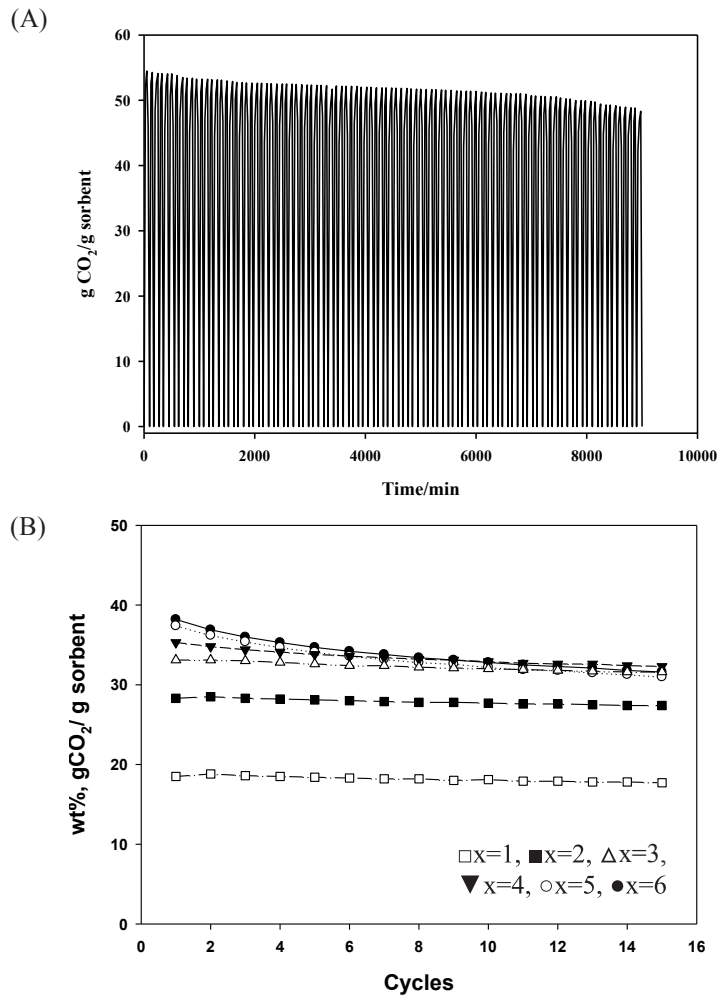 (A)
60
50
40
30
20
10
0
g CO₂/g sorbent
0 2000 4000 6000 8000 10000
Time/min
(B)
50
40
30
20
10
0
wt%, gCO₂/ g sorbent
x=1, x=2, x=3,
x=4, x=5, x=6
0 2 4 6 8 10 12 14 16
Cycles